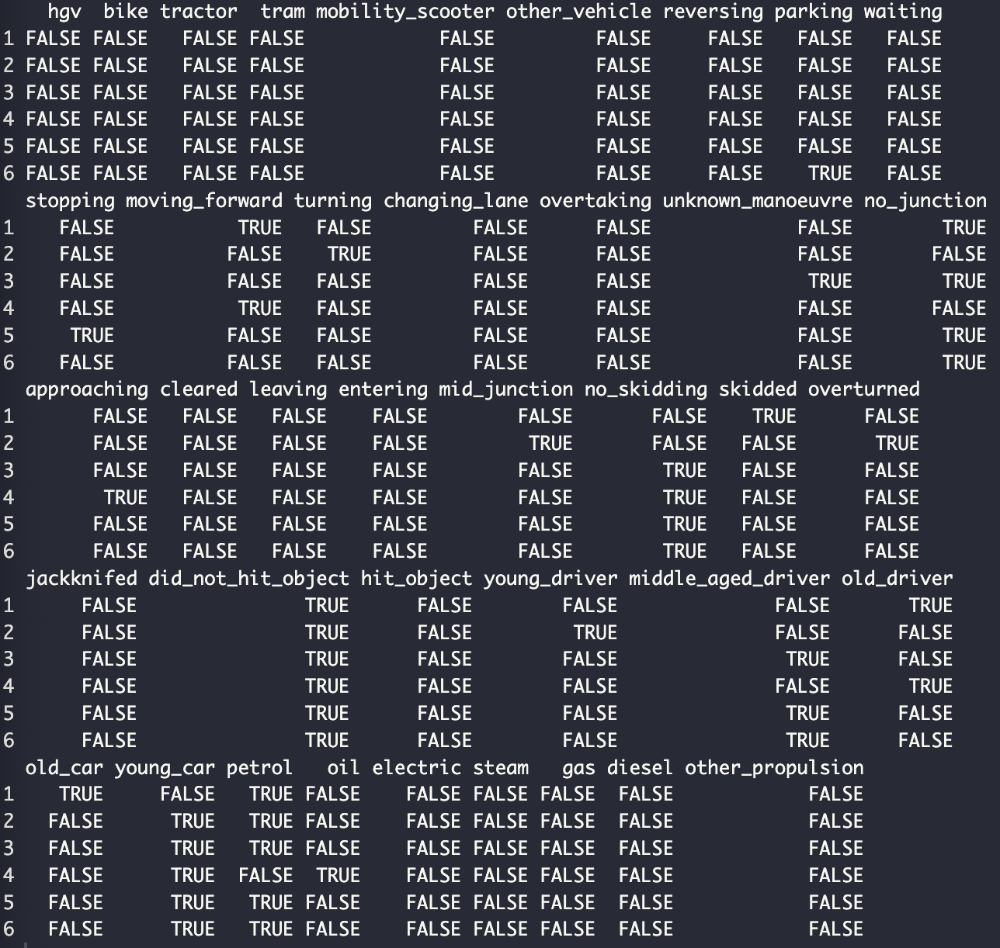 hgv bike tractor tram mobility_scooter other_vehicle reversing parking waiting
1 FALSE FALSE FALSE FALSE FALSE FALSE FALSE FALSE FALSE
2 FALSE FALSE FALSE FALSE FALSE FALSE FALSE FALSE FALSE
3 FALSE FALSE FALSE FALSE FALSE FALSE FALSE FALSE FALSE
4 FALSE FALSE FALSE FALSE FALSE FALSE FALSE FALSE FALSE
5 FALSE FALSE FALSE FALSE FALSE FALSE FALSE FALSE FALSE
6 FALSE FALSE FALSE FALSE FALSE FALSE FALSE TRUE FALSE
stopping moving_forward turning changing_lane overtaking unknown_manoeuvre no_junction
1 FALSE TRUE FALSE FALSE FALSE FALSE TRUE
2 FALSE FALSE TRUE FALSE FALSE FALSE FALSE
3 FALSE FALSE FALSE FALSE FALSE TRUE TRUE
4 FALSE TRUE FALSE FALSE FALSE FALSE FALSE
5 TRUE FALSE FALSE FALSE FALSE FALSE TRUE
6 FALSE FALSE FALSE FALSE FALSE FALSE TRUE
approaching cleared leaving entering mid_junction no_skidding skidded overturned
1 FALSE FALSE FALSE FALSE FALSE FALSE TRUE FALSE
2 FALSE FALSE FALSE FALSE TRUE FALSE FALSE TRUE
3 FALSE FALSE FALSE FALSE FALSE TRUE FALSE FALSE
4 TRUE FALSE FALSE FALSE FALSE TRUE FALSE FALSE
5 FALSE FALSE FALSE FALSE FALSE TRUE FALSE FALSE
6 FALSE FALSE FALSE FALSE FALSE TRUE FALSE FALSE
jackknifed did_not_hit_object hit_object young_driver middle_aged_driver old_driver
1 FALSE TRUE FALSE FALSE FALSE TRUE
2 FALSE TRUE FALSE TRUE FALSE FALSE
3 FALSE TRUE FALSE FALSE TRUE FALSE
4 FALSE TRUE FALSE FALSE FALSE TRUE
5 FALSE TRUE FALSE FALSE TRUE FALSE
6 FALSE TRUE FALSE FALSE TRUE FALSE
old_car young_car petrol oil electric steam gas diesel other_propulsion
1 TRUE FALSE TRUE FALSE FALSE FALSE FALSE FALSE FALSE
2 FALSE TRUE TRUE FALSE FALSE FALSE FALSE FALSE FALSE
3 FALSE TRUE TRUE FALSE FALSE FALSE FALSE FALSE FALSE
4 FALSE TRUE FALSE TRUE FALSE FALSE FALSE FALSE FALSE
5 FALSE TRUE TRUE FALSE FALSE FALSE FALSE FALSE FALSE
6 FALSE TRUE TRUE FALSE FALSE FALSE FALSE FALSE FALSE